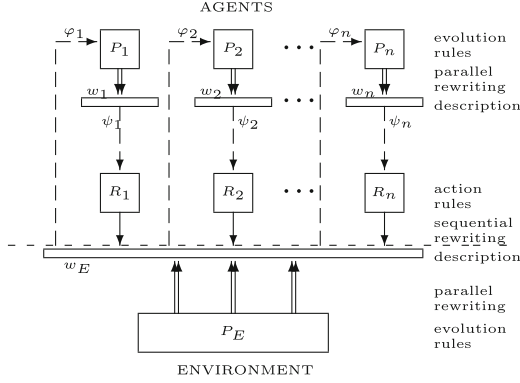 AGENTS
φ1 P1 φ2 P2 ··· φn Pn evolution
rules
parallel
rewriting
w1 w2 ··· wn description
ψ1 ψ2 ψn
R1 R2 ··· Rn action
rules
sequential
rewriting
description
wE
parallel
rewriting
PE evolution
rules
ENVIRONMENT